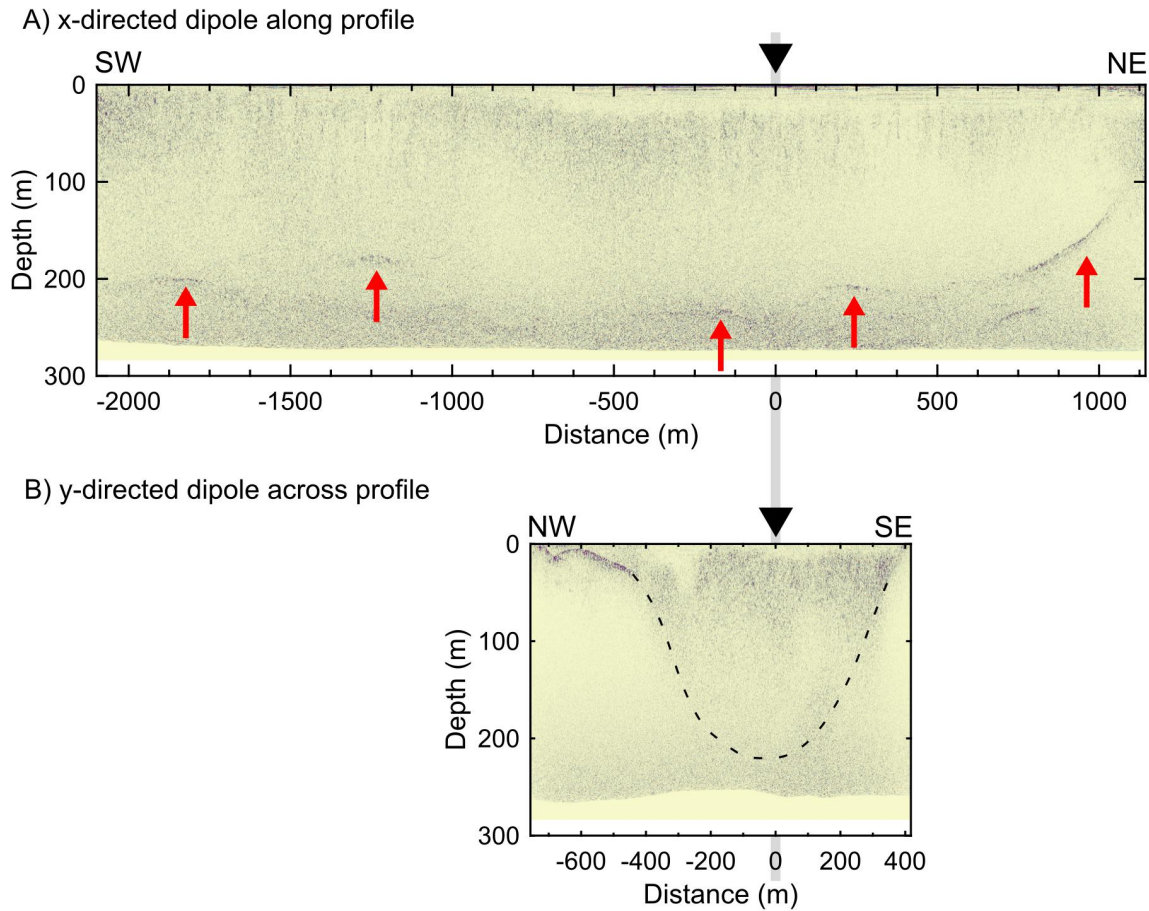 A) x-directed dipole along profile
SW
NE
0
100
200
300
Depth (m)
-2000
-1500
-1000
-500
0
500
1000
Distance (m)
B) y-directed dipole across profile
NW
SE
0
100
200
300
Depth (m)
-600
-400
-200
0
200
400
Distance (m)